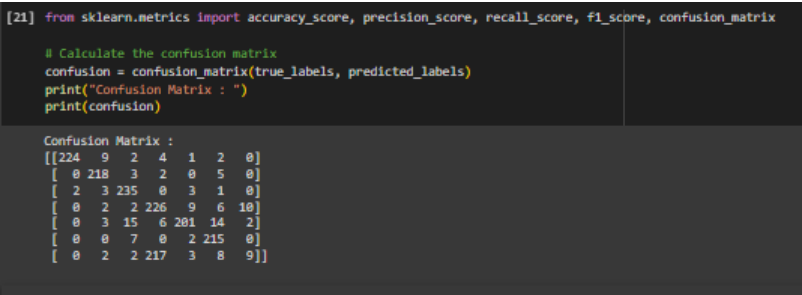 [21] from sklearn.metrics import accuracy_score, precision_score, recall_score, f1_score, confusion_matrix
# Calculate the confusion matrix
confusion = confusion_matrix(true_labels, predicted_labels)
print("Confusion Matrix : ")
print(confusion)
Confusion Matrix :
[[224   9   2   4   1   2   0]
 [  0 218   3   2   0   5   0]
 [  2   3 235   0   3   1   0]
 [  0   2   2 226   9   6  10]
 [  0   3  15   6 201  14   2]
 [  0   0   7   0   2 215   0]
 [  0   2   2 217   3   8   9]]